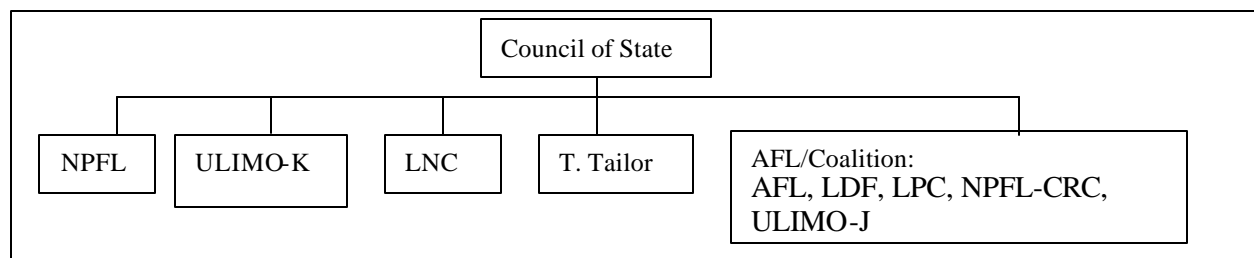 Council of State
NPFL
ULIMO-K
LNC
T. Tailor
AFL/Coalition:
AFL, LDF, LPC, NPFL-CRC,
ULIMO-J